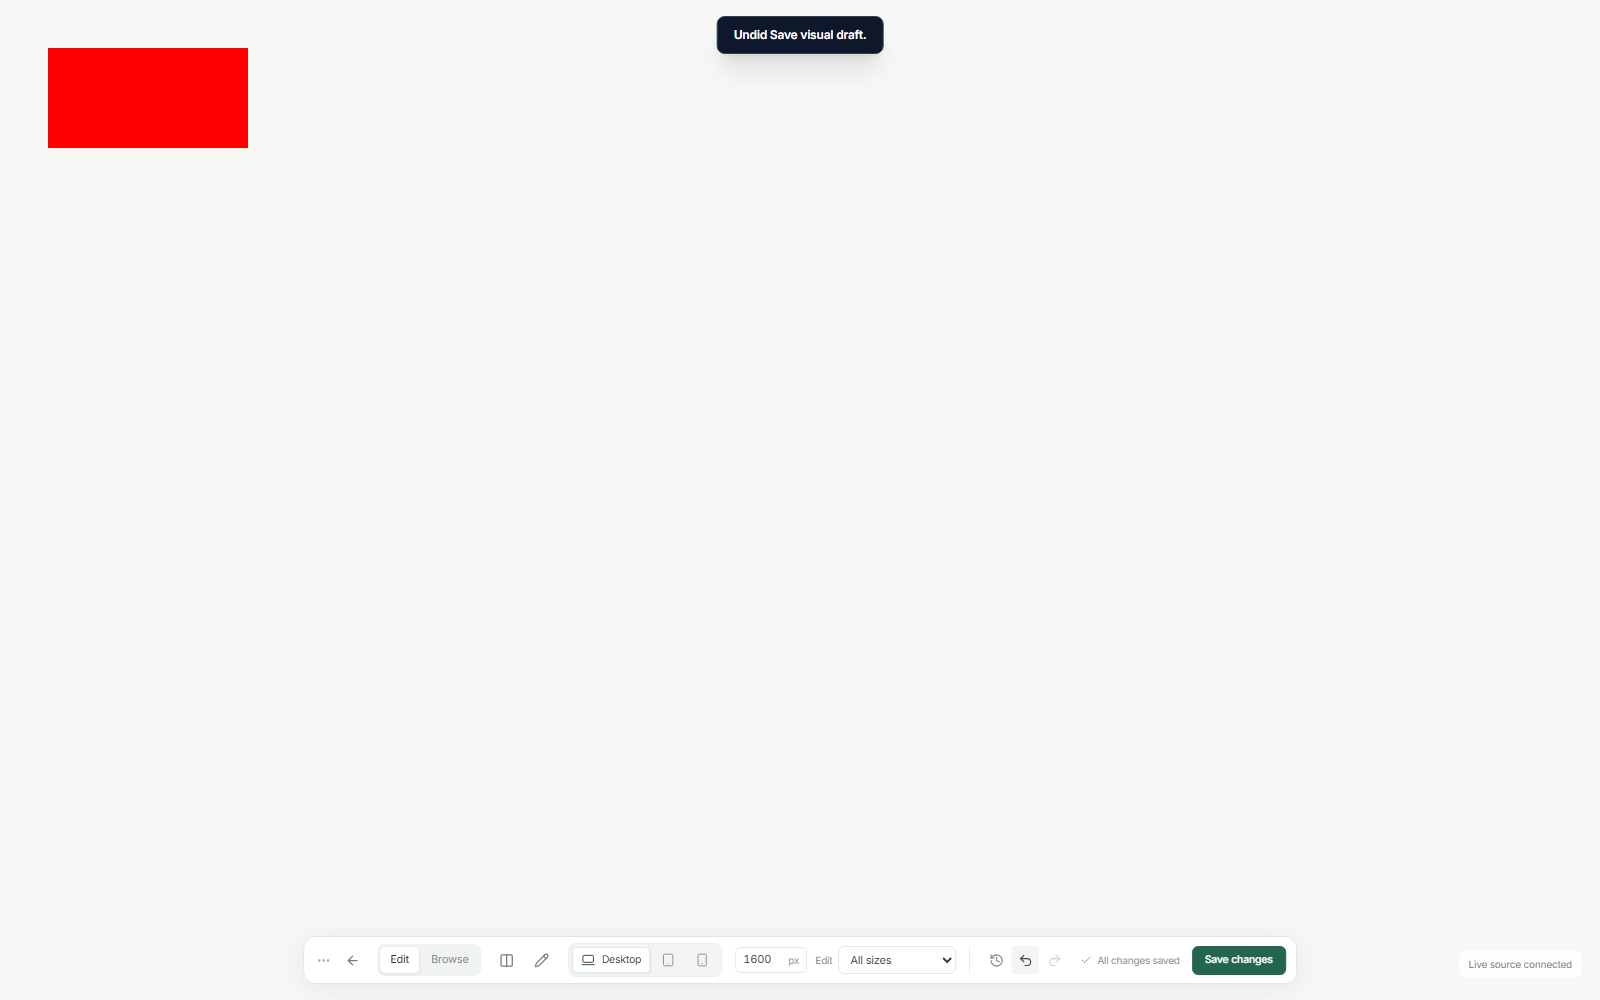 Undid Save visual draft.
Edit
Browse
Desktop
1600 px
Edit
All sizes
All changes saved
Save changes
Live source connected